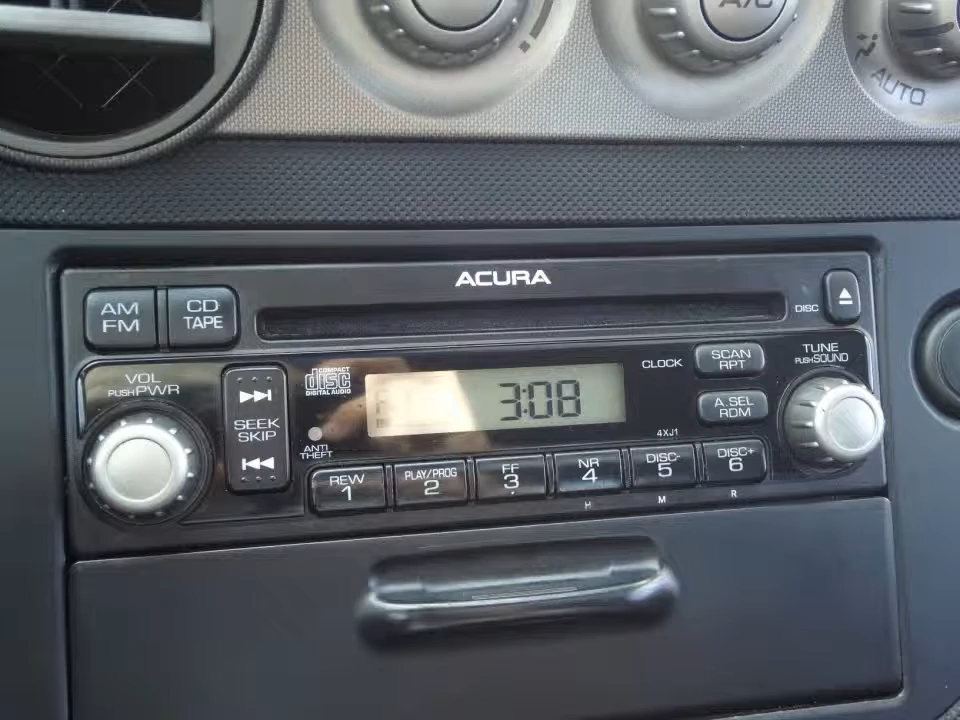 A/C
AUTO
ACURA
AM
FM
CD
TAPE
DISC
VOL
PUSH PWR
SEEK
SKIP
COMPACT
DISC
DIGITAL AUDIO
ANTI
THEFT
3:08
CLOCK
SCAN
RPT
A.SEL
RDM
TUNE
PUSH SOUND
4XJ1
REW
1
PLAY/PROG
2
FF
3
NR
4
DISC-
5
DISC+
6
H
M
R